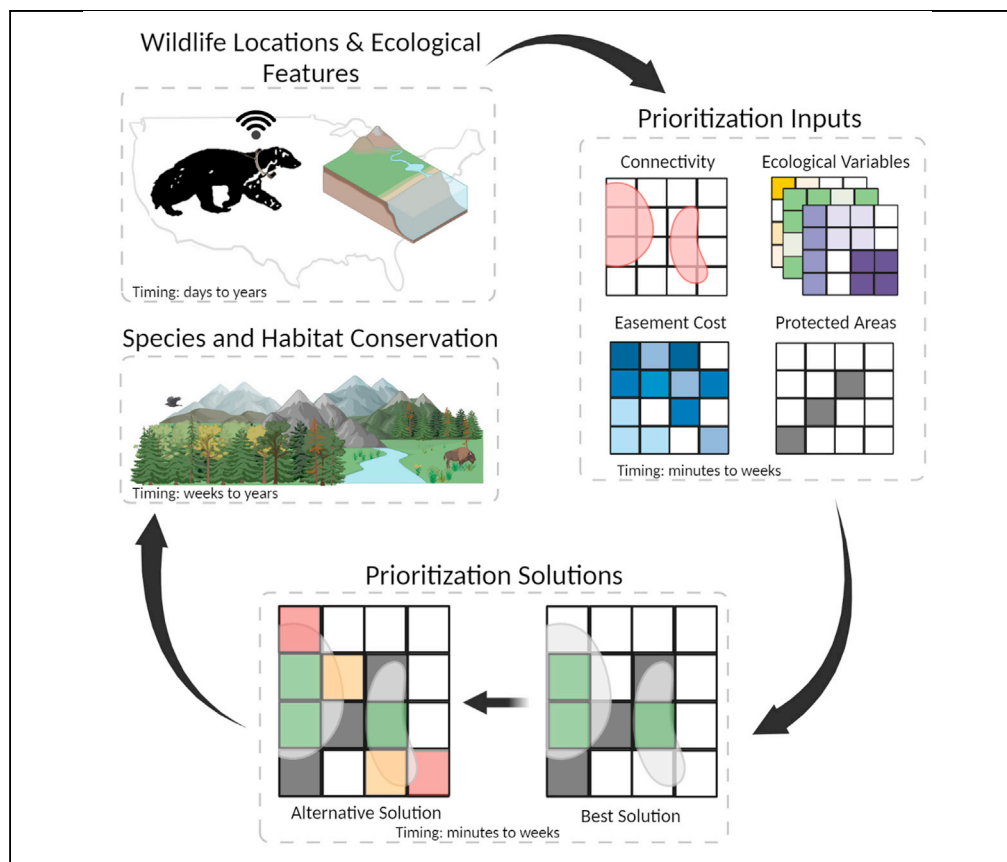 Wildlife Locations & Ecological
Features
Timing: days to years
Prioritization Inputs
Connectivity
Ecological Variables
Easement Cost
Protected Areas
Timing: minutes to weeks
Species and Habitat Conservation
Timing: weeks to years
Prioritization Solutions
Alternative Solution
Best Solution
Timing: minutes to weeks